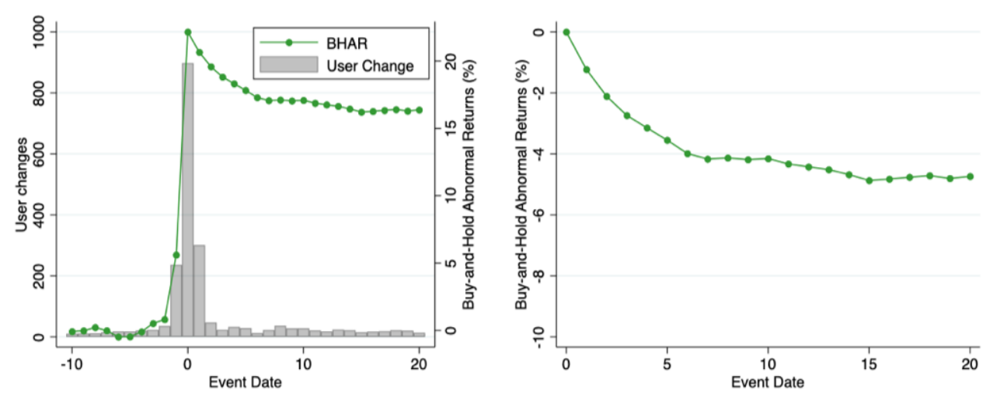 User changes
1000
800
600
400
200
0
BHAR
User Change
20
15
10
5
0
Buy-and-Hold Abnormal Returns (%)
-10 0 10 20
Event Date
Buy-and-Hold Abnormal Returns (%)
0
-2
-4
-6
-8
-10
0 5 10 15 20
Event Date